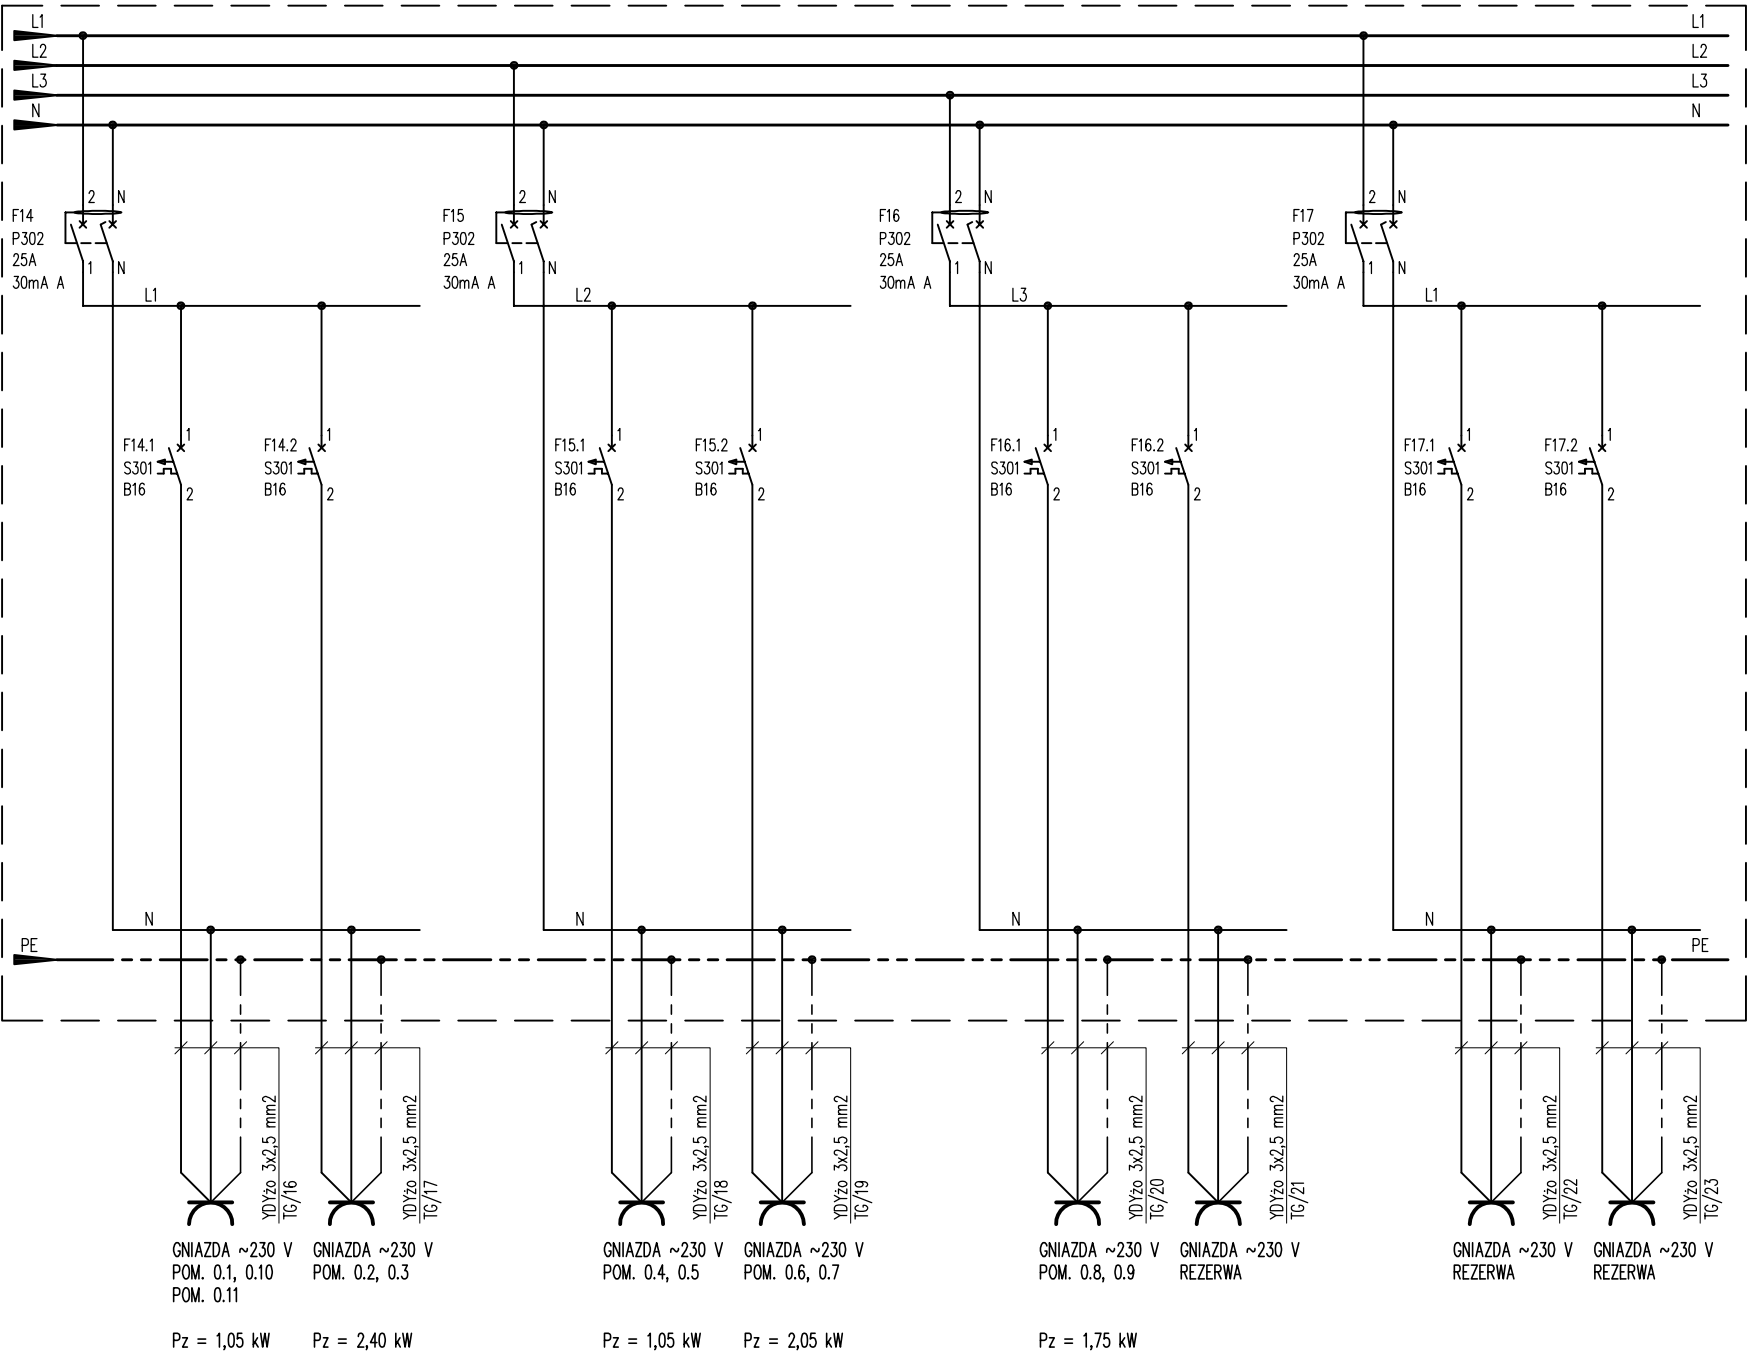 L1 L1
L2 L2
L3 L3
N N
2 N 2 N 2 N 2 N
F14 F15 F16 F17
P302 P302 P302 P302
25A 25A 25A 25A
1 N 1 N 1 N 1 N
30mA A 30mA A 30mA A 30mA A
L1 L2 L3 L1
1 1 1 1 1 1 1 1
F14.1 F14.2 F15.1 F15.2 F16.1 F16.2 F17.1 F17.2
S301 S301 S301 S301 S301 S301 S301 S301
B16 B16 B16 B16 B16 B16 B16 B16
2 2 2 2 2 2 2 2
N N N N
PE PE
YDYżo 3x2,5 mm2
TG/16
YDYżo 3x2,5 mm2
TG/17
YDYżo 3x2,5 mm2
TG/18
YDYżo 3x2,5 mm2
TG/19
YDYżo 3x2,5 mm2
TG/20
YDYżo 3x2,5 mm2
TG/21
YDYżo 3x2,5 mm2
TG/22
YDYżo 3x2,5 mm2
TG/23
GNIAZDA ~230 V
POM. 0.1, 0.10
POM. 0.11
Pz = 1,05 kW
GNIAZDA ~230 V
POM. 0.2, 0.3
Pz = 2,40 kW
GNIAZDA ~230 V
POM. 0.4, 0.5
Pz = 1,05 kW
GNIAZDA ~230 V
POM. 0.6, 0.7
Pz = 2,05 kW
GNIAZDA ~230 V
POM. 0.8, 0.9
Pz = 1,75 kW
GNIAZDA ~230 V
REZERWA
GNIAZDA ~230 V
REZERWA
GNIAZDA ~230 V
REZERWA